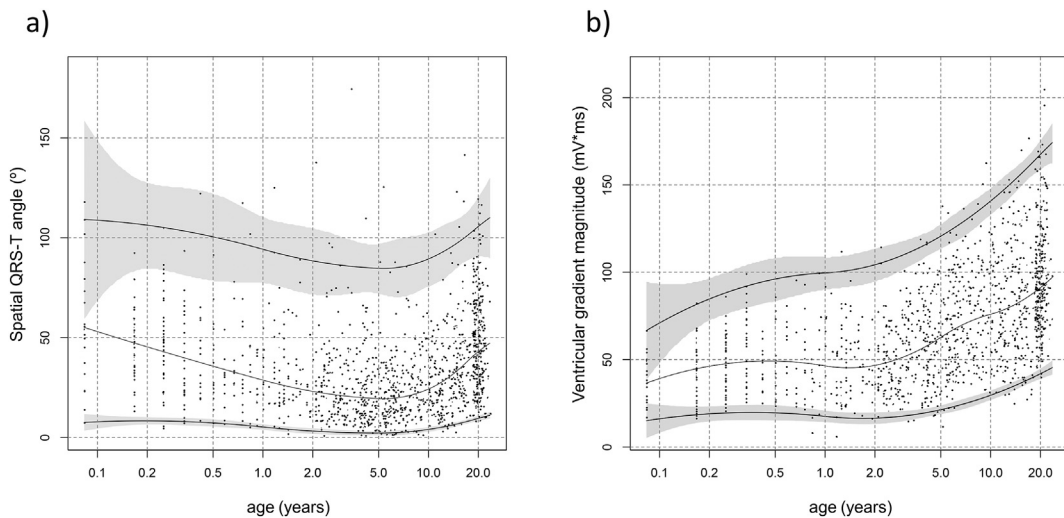 a)
Spatial QRS-T angle (º)
150
100
50
0
0.1 0.2 0.5 1.0 2.0 5.0 10.0 20.0
age (years)
b)
Ventricular gradient magnitude (mV*ms)
200
150
100
50
0
0.1 0.2 0.5 1.0 2.0 5.0 10.0 20.0
age (years)